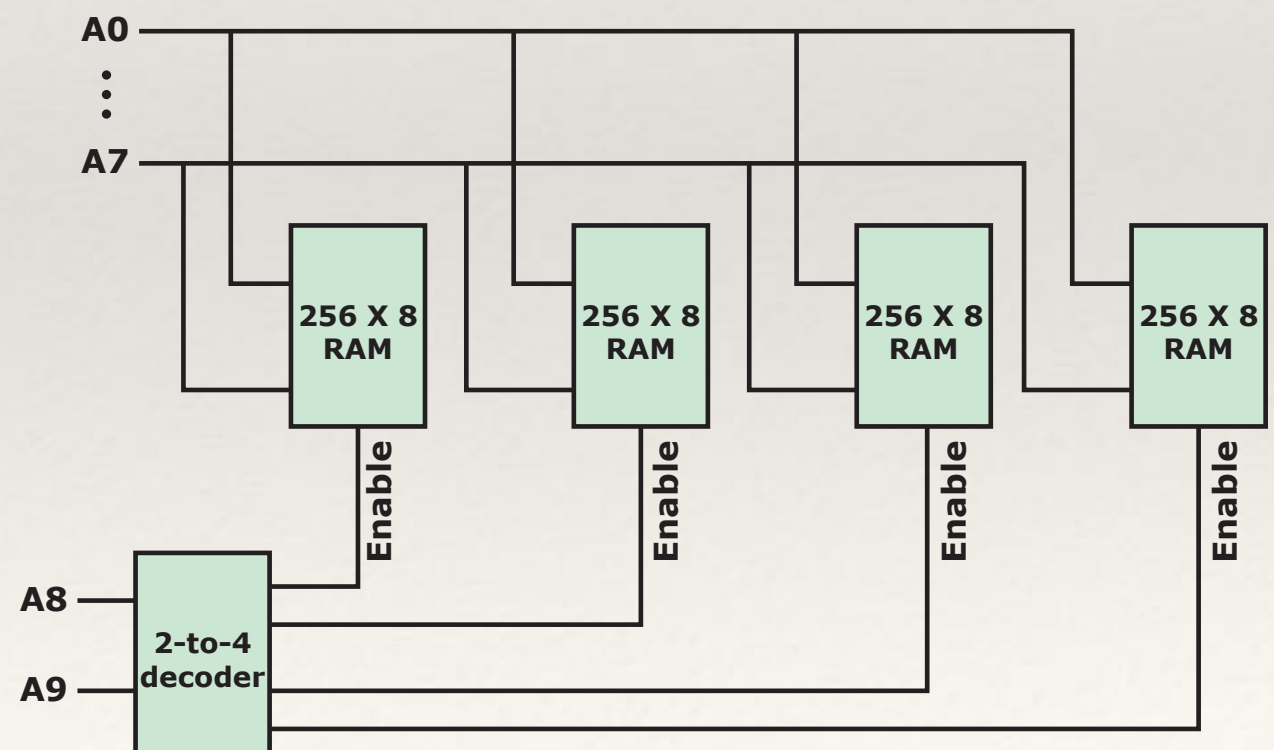 A0
A7
256 X 8
RAM
256 X 8
RAM
256 X 8
RAM
256 X 8
RAM
Enable
Enable
Enable
Enable
A8
2-to-4
decoder
A9